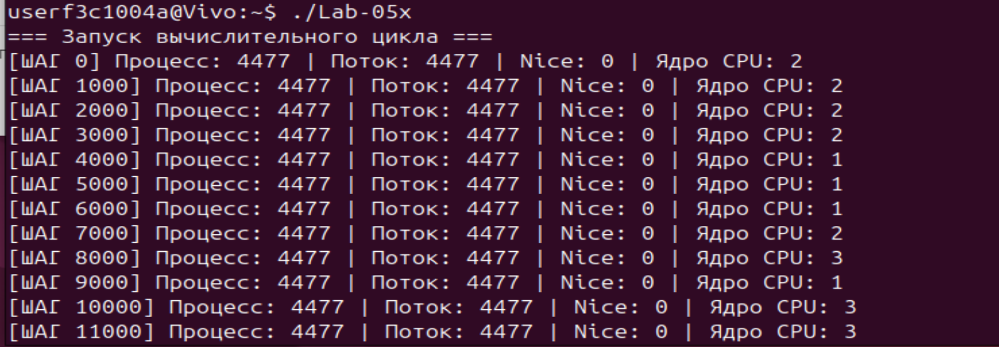 userf3c1004a@Vivo:~$ ./Lab-05x
=== Запуск вычислительного цикла ===
[ШАГ 0] Процесс: 4477 | Поток: 4477 | Nice: 0 | Ядро CPU: 2
[ШАГ 1000] Процесс: 4477 | Поток: 4477 | Nice: 0 | Ядро CPU: 2
[ШАГ 2000] Процесс: 4477 | Поток: 4477 | Nice: 0 | Ядро CPU: 2
[ШАГ 3000] Процесс: 4477 | Поток: 4477 | Nice: 0 | Ядро CPU: 2
[ШАГ 4000] Процесс: 4477 | Поток: 4477 | Nice: 0 | Ядро CPU: 1
[ШАГ 5000] Процесс: 4477 | Поток: 4477 | Nice: 0 | Ядро CPU: 1
[ШАГ 6000] Процесс: 4477 | Поток: 4477 | Nice: 0 | Ядро CPU: 1
[ШАГ 7000] Процесс: 4477 | Поток: 4477 | Nice: 0 | Ядро CPU: 2
[ШАГ 8000] Процесс: 4477 | Поток: 4477 | Nice: 0 | Ядро CPU: 3
[ШАГ 9000] Процесс: 4477 | Поток: 4477 | Nice: 0 | Ядро CPU: 1
[ШАГ 10000] Процесс: 4477 | Поток: 4477 | Nice: 0 | Ядро CPU: 3
[ШАГ 11000] Процесс: 4477 | Поток: 4477 | Nice: 0 | Ядро CPU: 3